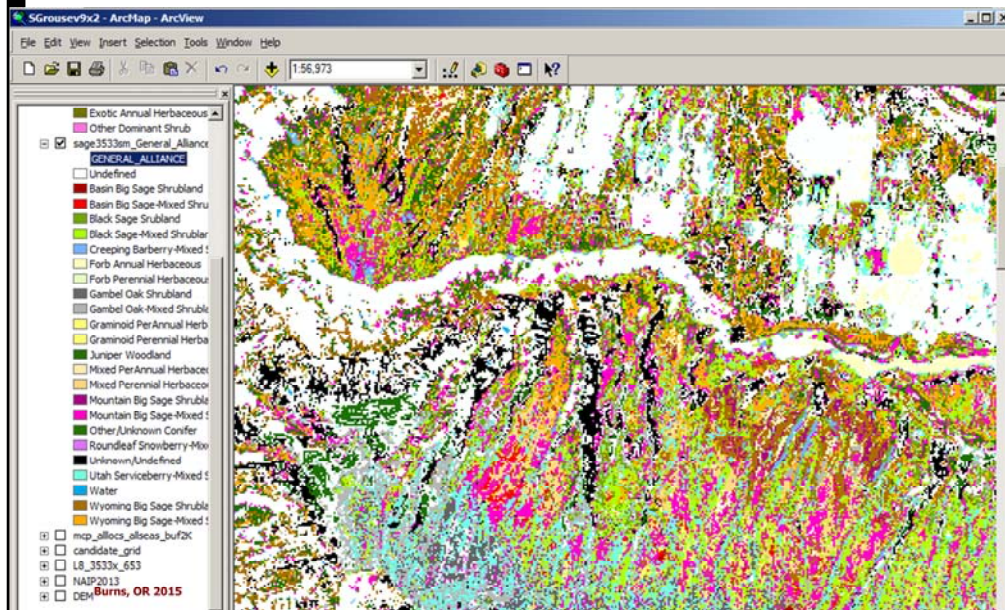 SGrousev9x2 - ArcMap - ArcView
File Edit View Insert Selection Tools Window Help
1:56,973
Exotic Annual Herbaceous
Other Dominant Shrub
sage3533sm_General_Alliance
GENERAL_ALLIANCE
Undefined
Basin Big Sage Shrubland
Basin Big Sage-Mixed Shru
Black Sage Srubland
Black Sage-Mixed Shrublar
Creeping Barberry-Mixed S
Forb Annual Herbaceous
Forb Perennial Herbaceous
Gambel Oak Shrubland
Gambel Oak-Mixed Shrubla
Graminoid PerAnnual Herb
Graminoid Perennial Herba
Juniper Woodland
Mixed PerAnnual Herbaceo
Mixed Perennial Herbaceou
Mountain Big Sage Shrubla
Mountain Big Sage-Mixed S
Other/Unknown Conifer
Roundleaf Snowberry-Mixe
Unknown/Undefined
Utah Serviceberry-Mixed S
Water
Wyoming Big Sage Shrubla
Wyoming Big Sage-Mixed S
mcp_alllocs_allseas_buf2K
candidate_grid
L8_3533x_653
NAIP2013
DEM
Burns, OR 2015